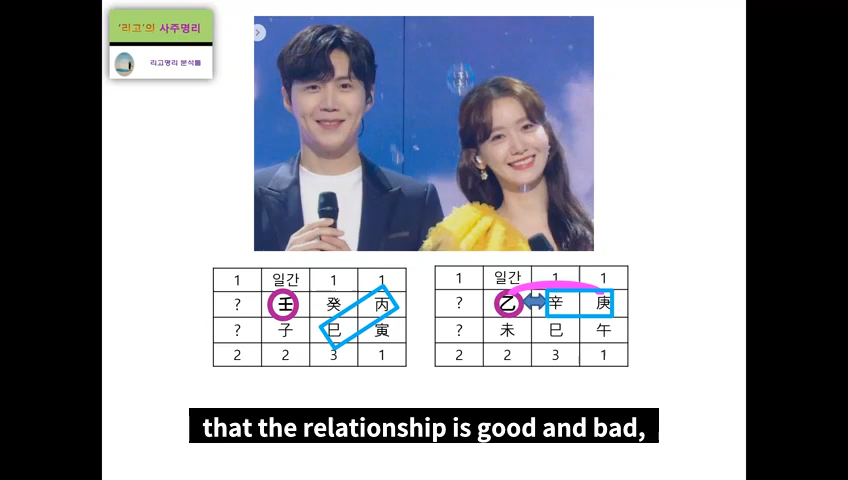 '리고'의 사주명리
리고명리 분석틀
1 일간 1 1
? 壬 癸 丙
? 子 巳 寅
2 2 3 1
1 일간 1 1
? 乙 辛 庚
? 未 巳 午
2 2 3 1
that the relationship is good and bad,